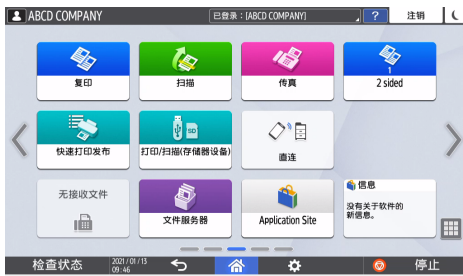 ABCD COMPANY
已登录 : [ABCD COMPANY]
?
注销
复印
扫描
传真
1
2 sided
快速打印发布
SD
打印/扫描(存储器设备)
直连
无接收文件
文件服务器
Application Site
信息
没有关于软件的
新信息。
检查状态
2021/01/13
09:46
停止